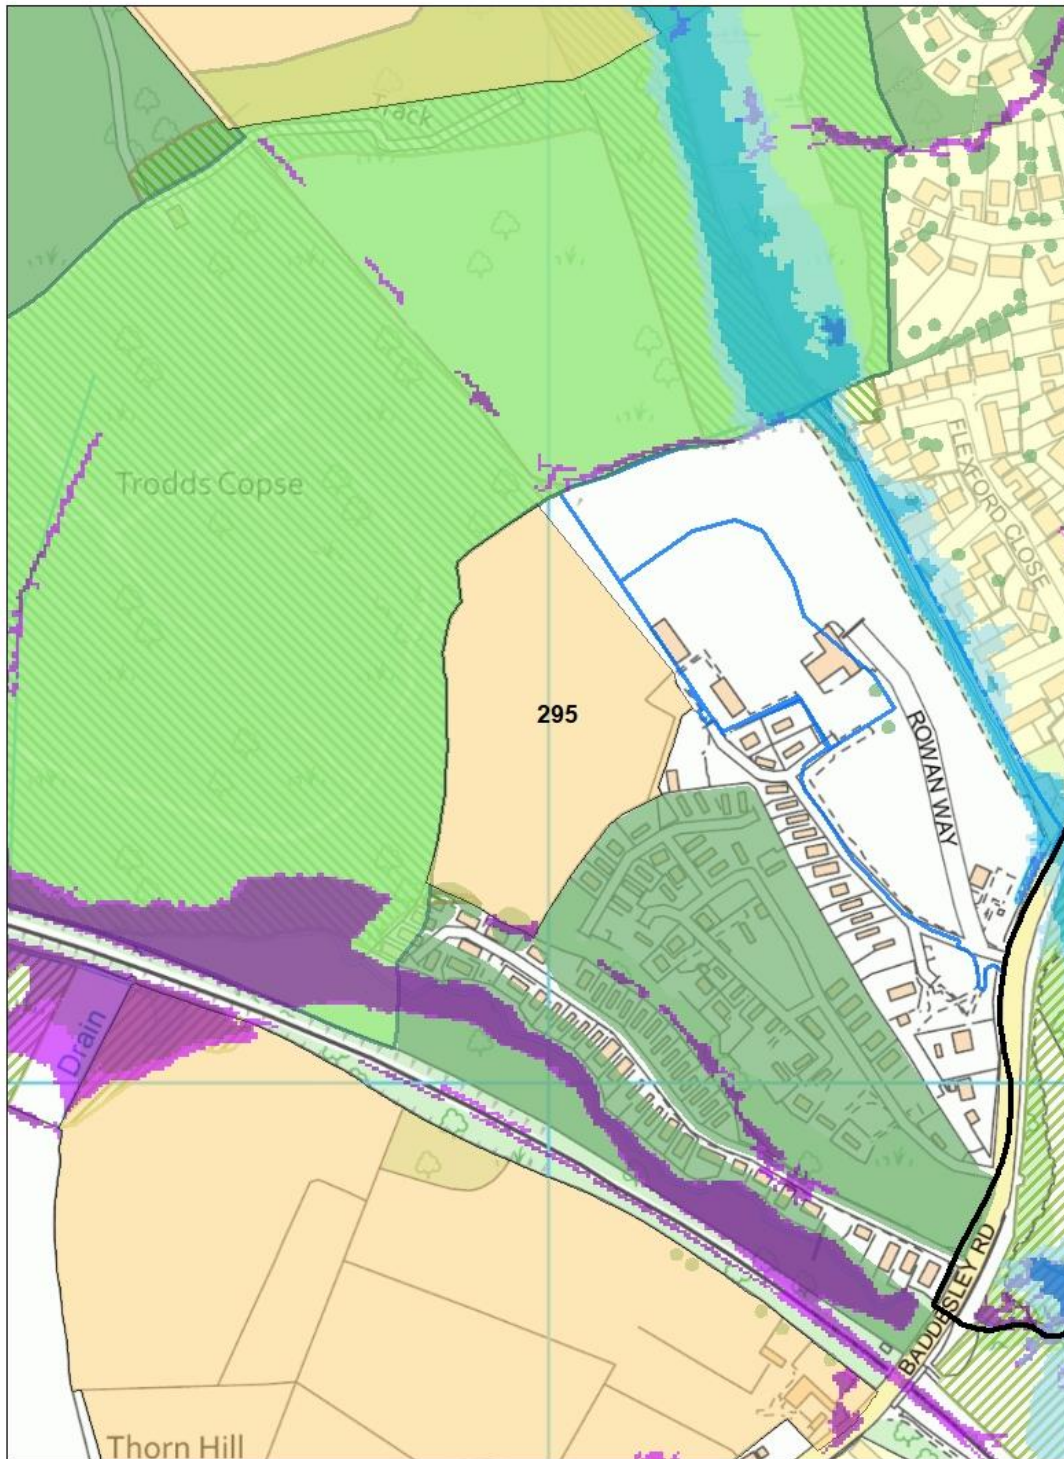 Track
Trodds Copse
FLEXFORD CLOSE
295
ROWAN WAY
Drain
BADDESLEY RD
Thorn Hill